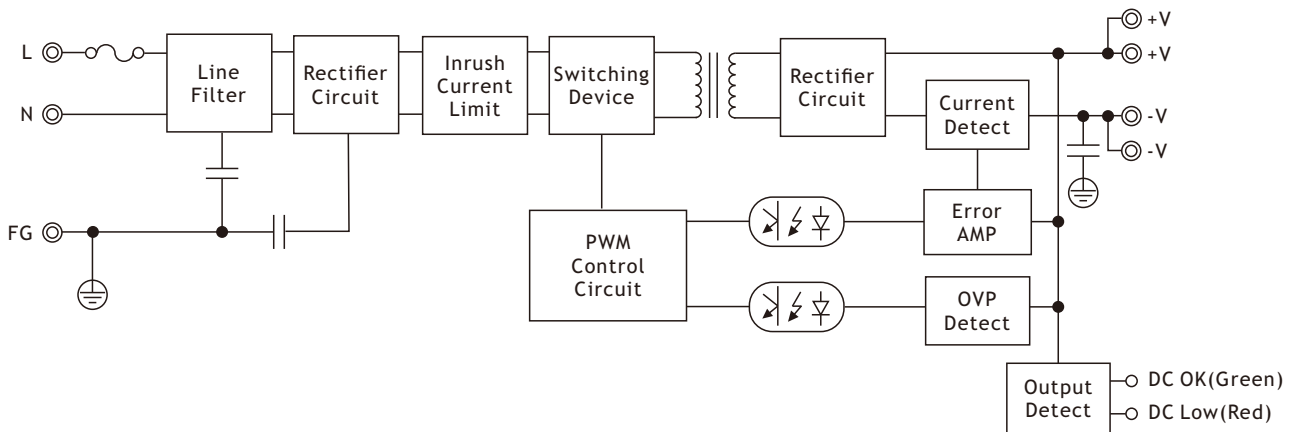 +V
L
+V
Line
Filter
Rectifier
Circuit
Inrush
Current
Limit
Switching
Device
Rectifier
Circuit
Current
Detect
N
-V
-V
FG
PWM
Control
Circuit
Error
AMP
OVP
Detect
Output
Detect
DC OK(Green)
DC Low(Red)